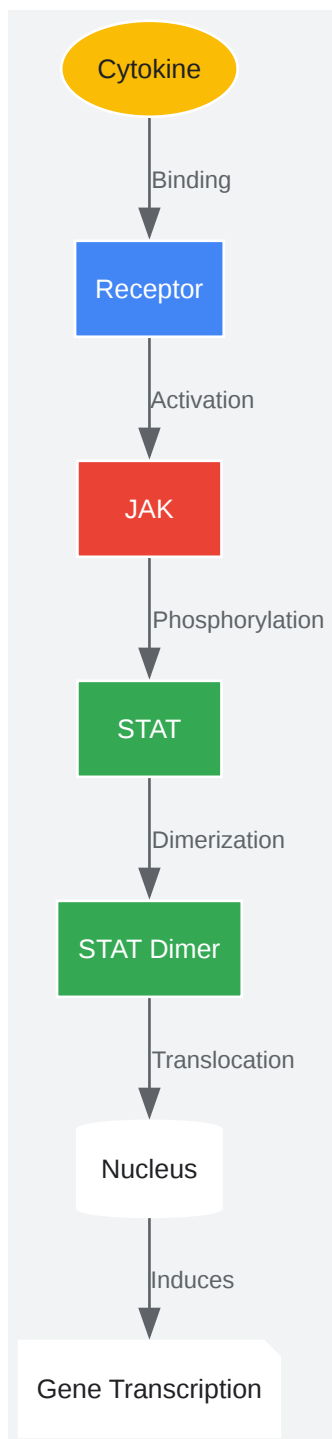 Cytokine
Binding
Receptor
Activation
JAK
Phosphorylation
STAT
Dimerization
STAT Dimer
Translocation
Nucleus
Induces
Gene Transcription